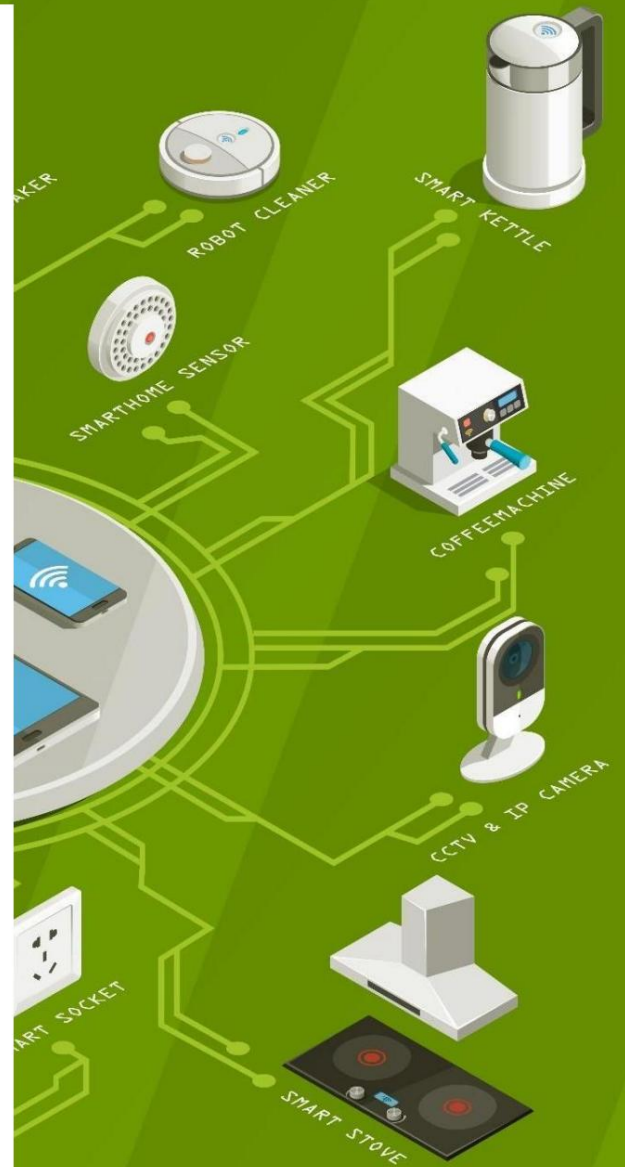 AKER
ROBOT CLEANER
SMART KETTLE
SMARTHOME SENSOR
COFFEEMACHINE
CCTV & IP CAMERA
ART SOCKET
SMART STOVE